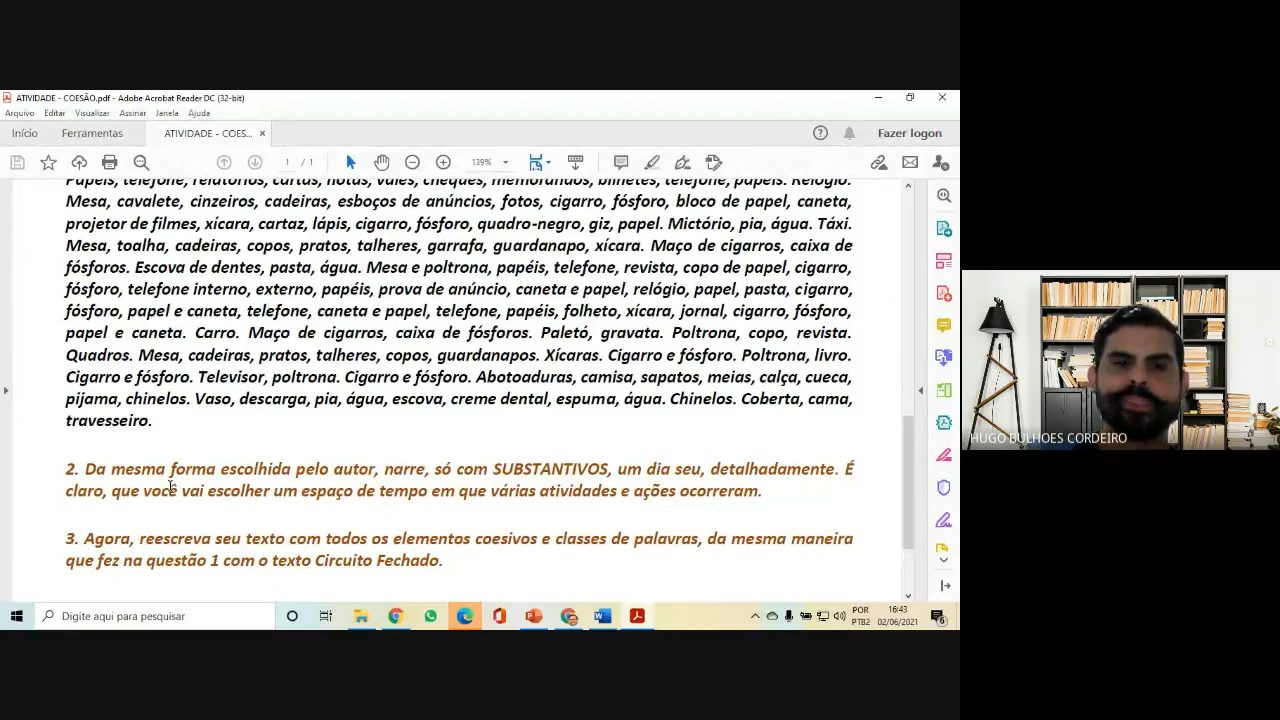 ATIVIDADE - COESÃO.pdf - Adobe Acrobat Reader DC (32-bit)
Arquivo Editar Visualizar Assinar Janela Ajuda
Início Ferramentas ATIVIDADE - COES... × Fazer logon
1 / 1 139%
Papéis, telefone, relatórios, cartas, notas, vales, cheques, memorandos, bilhetes, telefone, papéis. Relógio.
Mesa, cavalete, cinzeiros, cadeiras, esboços de anúncios, fotos, cigarro, fósforo, bloco de papel, caneta,
projetor de filmes, xícara, cartaz, lápis, cigarro, fósforo, quadro-negro, giz, papel. Mictório, pia, água. Táxi.
Mesa, toalha, cadeiras, copos, pratos, talheres, garrafa, guardanapo, xícara. Maço de cigarros, caixa de
fósforos. Escova de dentes, pasta, água. Mesa e poltrona, papéis, telefone, revista, copo de papel, cigarro,
fósforo, telefone interno, externo, papéis, prova de anúncio, caneta e papel, relógio, papel, pasta, cigarro,
fósforo, papel e caneta, telefone, caneta e papel, telefone, papéis, folheto, xícara, jornal, cigarro, fósforo,
papel e caneta. Carro. Maço de cigarros, caixa de fósforos. Paletó, gravata. Poltrona, copo, revista.
Quadros. Mesa, cadeiras, pratos, talheres, copos, guardanapos. Xícaras. Cigarro e fósforo. Poltrona, livro.
Cigarro e fósforo. Televisor, poltrona. Cigarro e fósforo. Abotoaduras, camisa, sapatos, meias, calça, cueca,
pijama, chinelos. Vaso, descarga, pia, água, escova, creme dental, espuma, água. Chinelos. Coberta, cama,
travesseiro.
2. Da mesma forma escolhida pelo autor, narre, só com SUBSTANTIVOS, um dia seu, detalhadamente. É
claro, que você vai escolher um espaço de tempo em que várias atividades e ações ocorreram.
3. Agora, reescreva seu texto com todos os elementos coesivos e classes de palavras, da mesma maneira
que fez na questão 1 com o texto Circuito Fechado.
HUGO BULHOES CORDEIRO
Digite aqui para pesquisar
POR 16:43
PTB2 02/06/2021 6